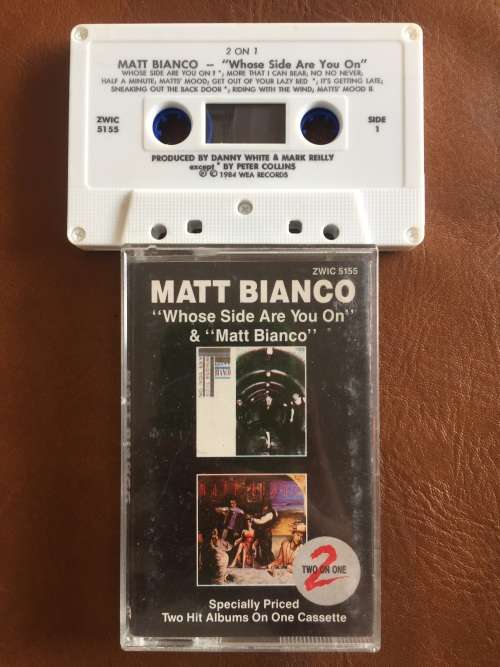 2 ON 1
MATT BIANCO – "Whose Side Are You On"
WHOSE SIDE ARE YOU ON? *; MORE THAT I CAN BEAR; NO NO NEVER;
HALF A MINUTE; MATTS' MOOD; GET OUT OF YOUR LAZY BED *; IT'S GETTING LATE;
SNEAKING OUT THE BACK DOOR *; RIDING WITH THE WIND; MATTS' MOOD II.
ZWIC
5155
SIDE
1
PRODUCED BY DANNY WHITE & MARK REILLY
except * BY PETER COLLINS
℗ © 1984 WEA RECORDS
ZWIC 5155
MATT BIANCO
"Whose Side Are You On"
& "Matt Bianco"
BIANCO
2
TWO ON ONE
Specially Priced
Two Hit Albums On One Cassette